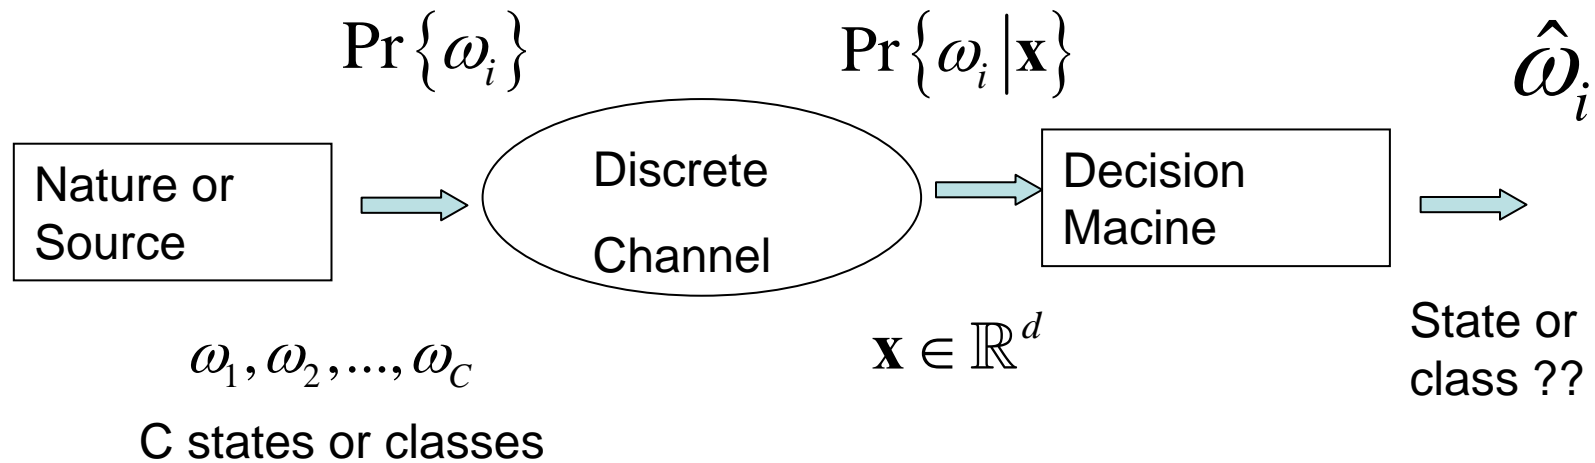 Pr{ω_i}
Pr{ω_i|x}
ω̂_i
Nature or
Source
Discrete
Channel
Decision
Macine
ω_1, ω_2, ..., ω_C
C states or classes
x ∈ ℝ^d
State or
class ??